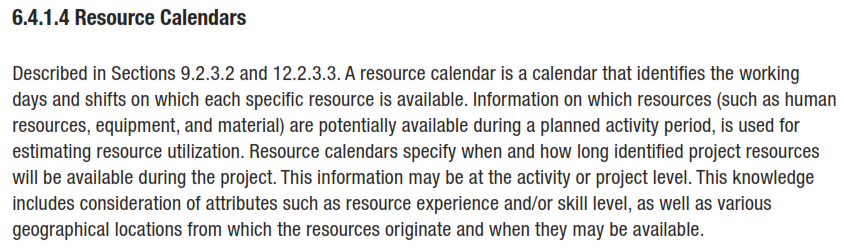 6.4.1.4 Resource Calendars
Described in Sections 9.2.3.2 and 12.2.3.3. A resource calendar is a calendar that identifies the working
days and shifts on which each specific resource is available. Information on which resources (such as human
resources, equipment, and material) are potentially available during a planned activity period, is used for
estimating resource utilization. Resource calendars specify when and how long identified project resources
will be available during the project. This information may be at the activity or project level. This knowledge
includes consideration of attributes such as resource experience and/or skill level, as well as various
geographical locations from which the resources originate and when they may be available.